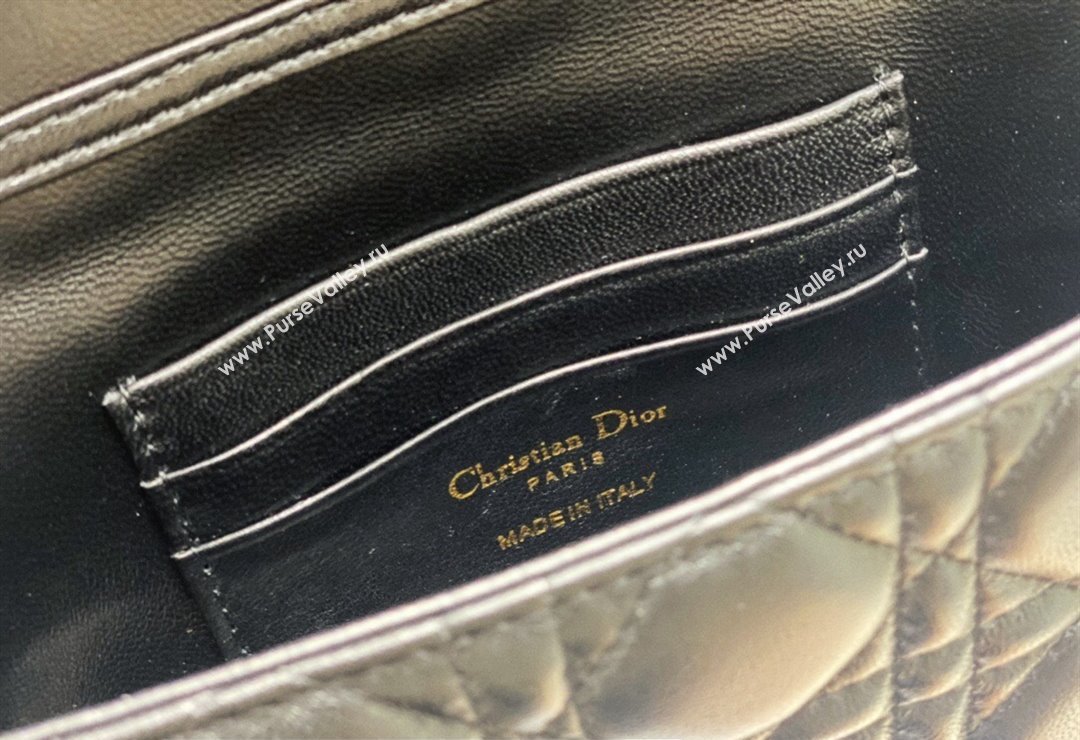 www.PurseValley.ru
www.PurseValley.ru
Christian Dior
PARIS
MADE IN ITALY